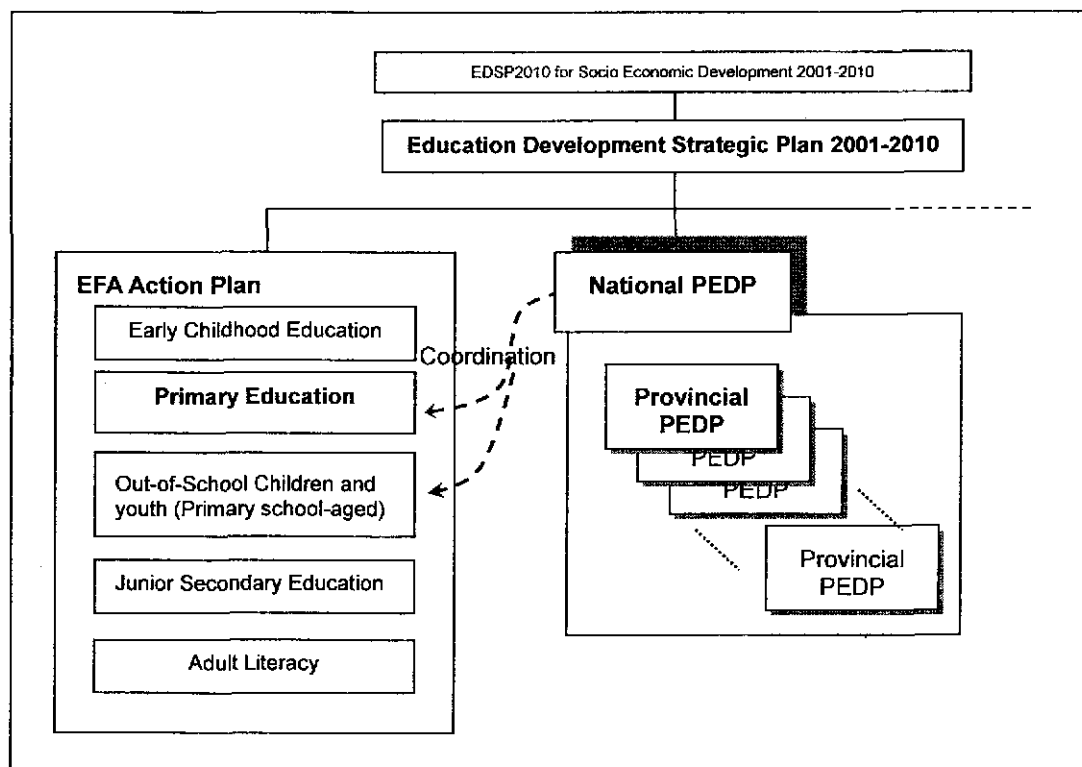 EDSP2010 for Socio Economic Development 2001-2010
Education Development Strategic Plan 2001-2010
EFA Action Plan
Early Childhood Education
Primary Education
Out-of-School Children and
youth (Primary school-aged)
Junior Secondary Education
Adult Literacy
Coordination
National PEDP
Provincial
PEDP
PEDP
PEDP
Provincial
PEDP